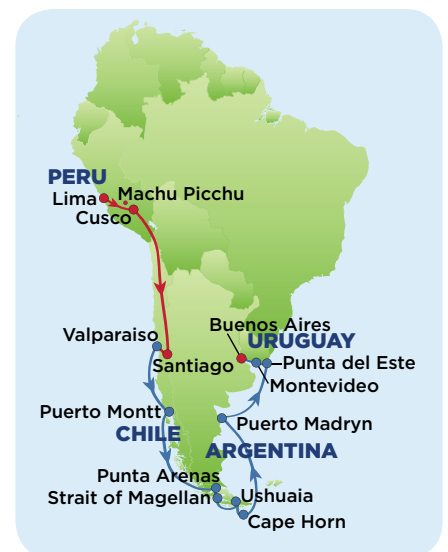 PERU
Machu Picchu
Lima
Cusco
Buenos Aires
Valparaiso
URUGUAY
Santiago
Punta del Este
Montevideo
Puerto Montt
Puerto Madryn
CHILE
ARGENTINA
Punta Arenas
Strait of Magellan
Ushuaia
Cape Horn